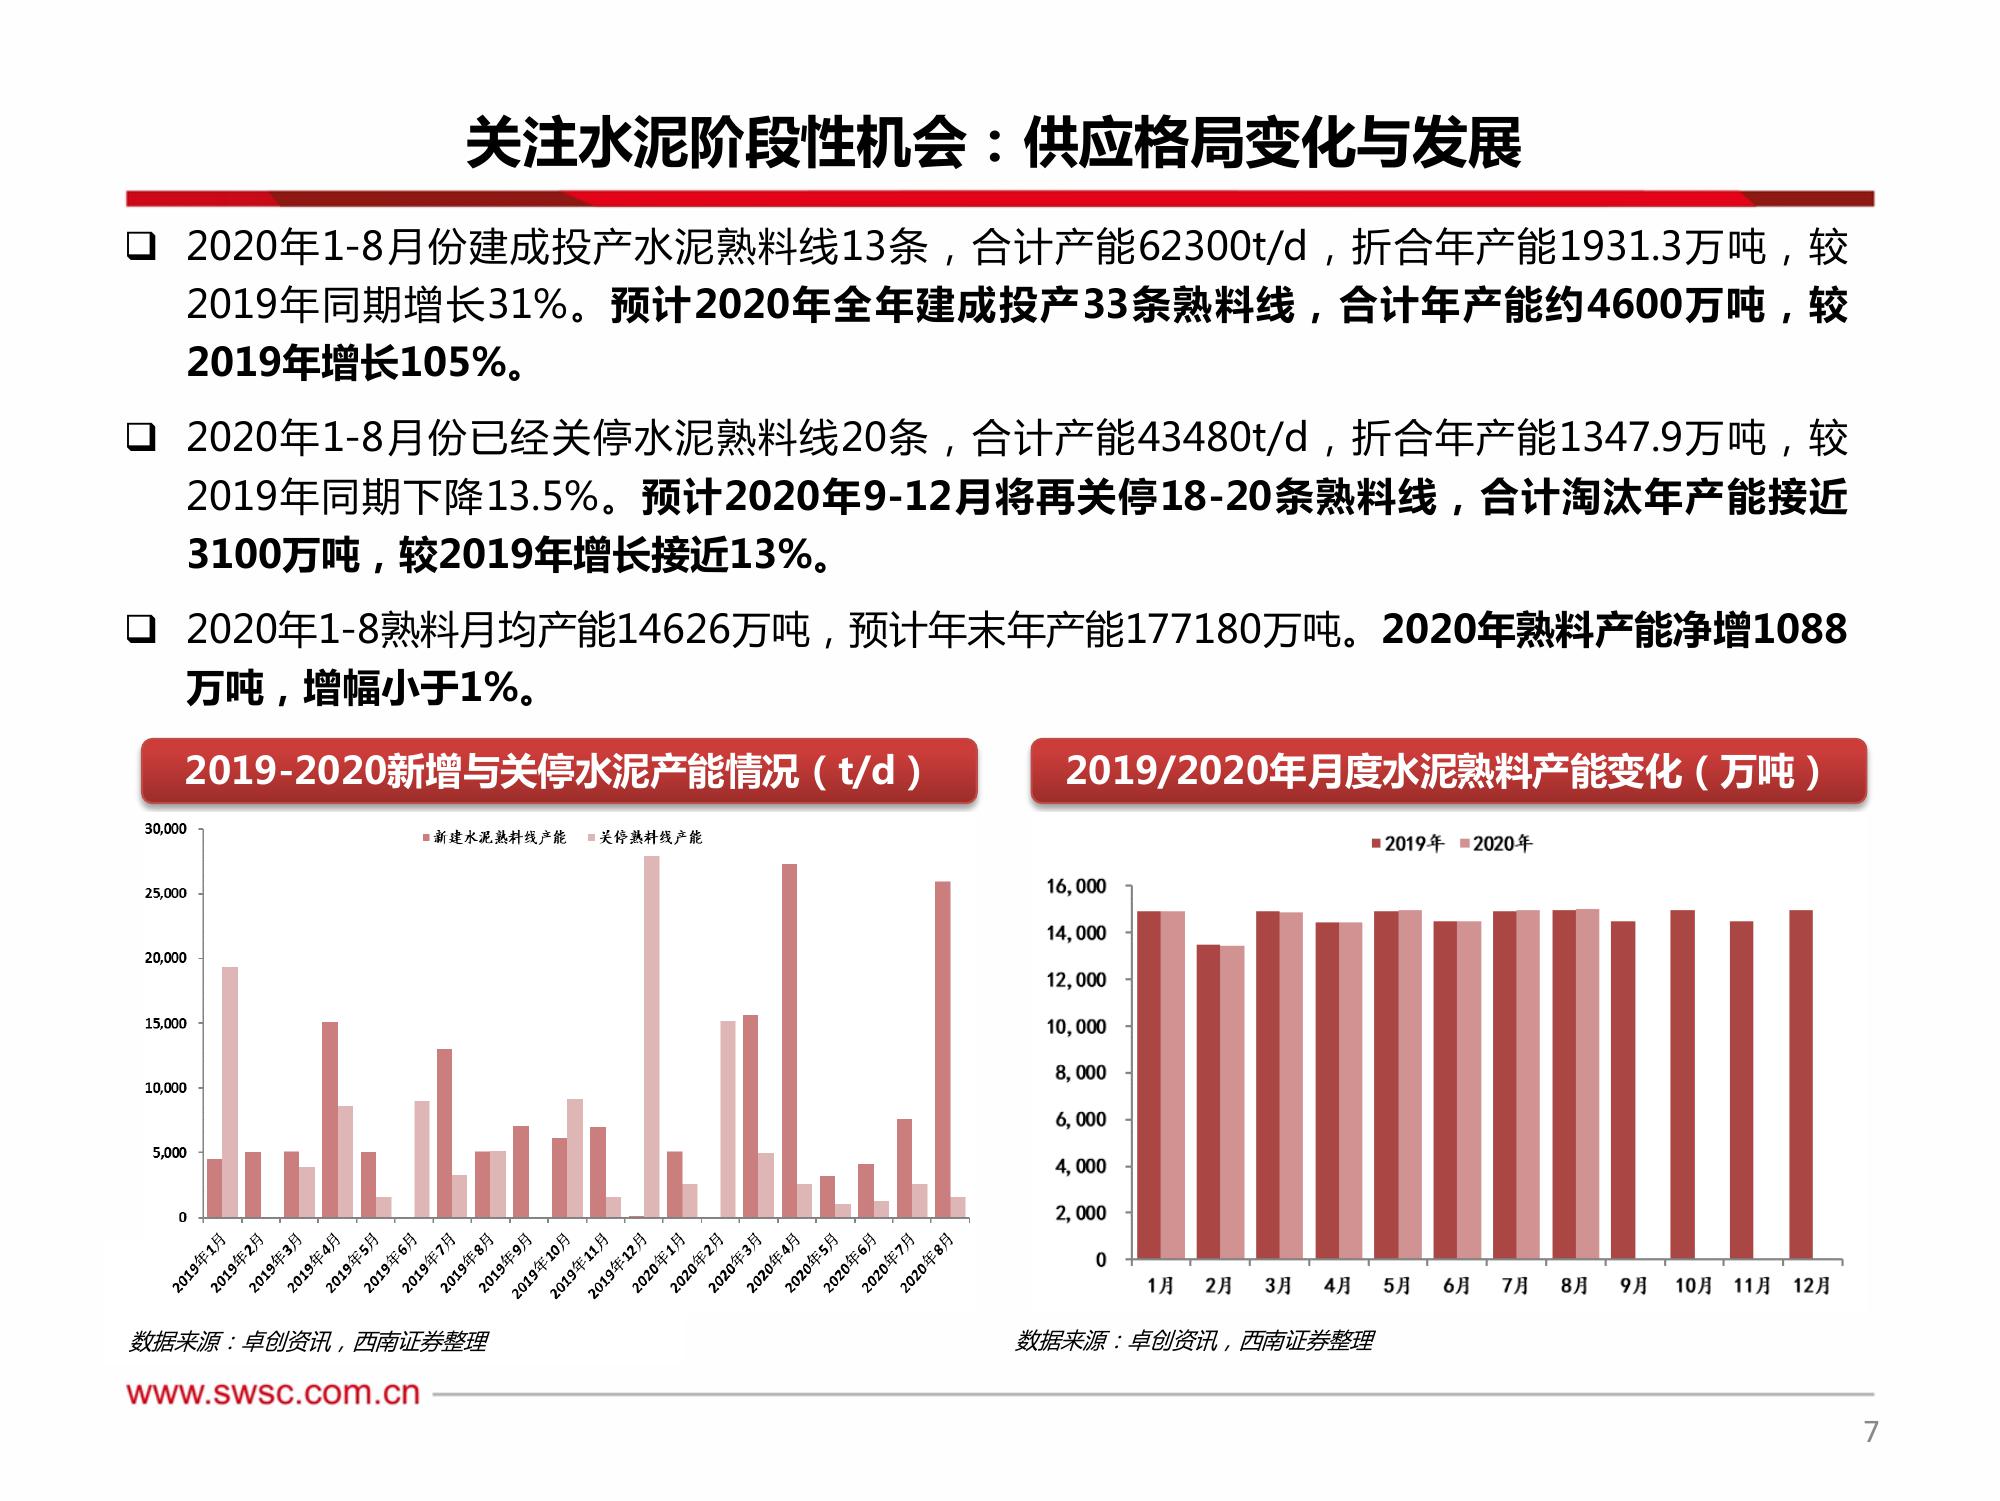 关注水泥阶段性机会：供应格局变化与发展
❑ 2020年1-8月份建成投产水泥熟料线13条，合计产能62300t/d，折合年产能1931.3万吨，较
2019年同期增长31%。预计2020年全年建成投产33条熟料线，合计年产能约4600万吨，较
2019年增长105%。
❑ 2020年1-8月份已经关停水泥熟料线20条，合计产能43480t/d，折合年产能1347.9万吨，较
2019年同期下降13.5%。预计2020年9-12月将再关停18-20条熟料线，合计淘汰年产能接近
3100万吨，较2019年增长接近13%。
❑ 2020年1-8熟料月均产能14626万吨，预计年末年产能177180万吨。2020年熟料产能净增1088
万吨，增幅小于1%。
2019-2020新增与关停水泥产能情况（t/d）
新建水泥熟料线产能 关停熟料线产能
30,000
25,000
20,000
15,000
10,000
5,000
0
2019年1月 2019年2月 2019年3月 2019年4月 2019年5月 2019年6月 2019年7月 2019年8月 2019年9月 2019年10月 2019年11月 2019年12月 2020年1月 2020年2月 2020年3月 2020年4月 2020年5月 2020年6月 2020年7月 2020年8月
数据来源：卓创资讯，西南证券整理
2019/2020年月度水泥熟料产能变化（万吨）
2019年 2020年
16,000
14,000
12,000
10,000
8,000
6,000
4,000
2,000
0
1月 2月 3月 4月 5月 6月 7月 8月 9月 10月 11月 12月
数据来源：卓创资讯，西南证券整理
www.swsc.com.cn
7